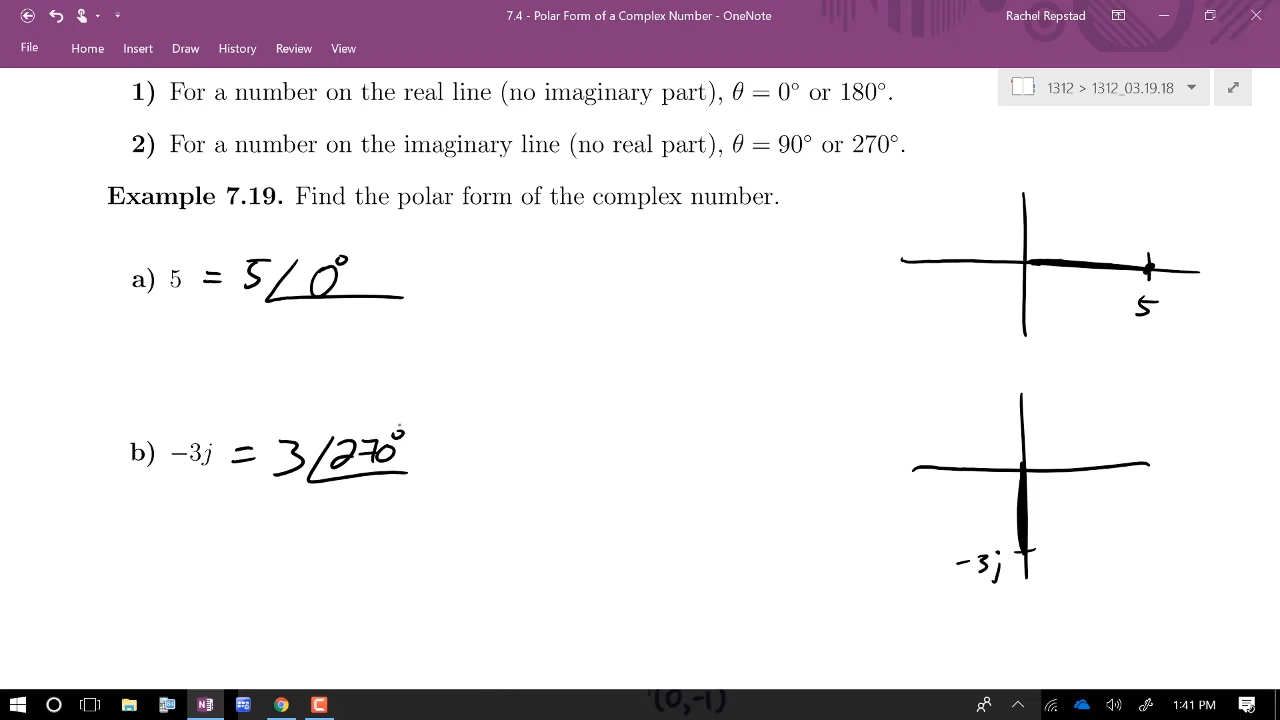 7.4 - Polar Form of a Complex Number - OneNote
Rachel Repstad
File Home Insert Draw History Review View
1312 > 1312_03.19.18
1) For a number on the real line (no imaginary part), θ = 0° or 180°.
2) For a number on the imaginary line (no real part), θ = 90° or 270°.
Example 7.19. Find the polar form of the complex number.
a) 5 = 5∠0°
5
b) −3j = 3∠270°
-3j
(0,-1)
1:41 PM